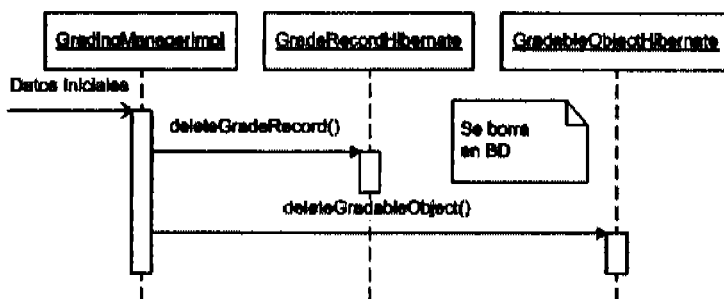 GradingManagerImpl
GradeRecordHibernate
GradableObjectHibernate
Datos Iniciales
deleteGradeRecord()
Se borra
en BD
deleteGradableObject()